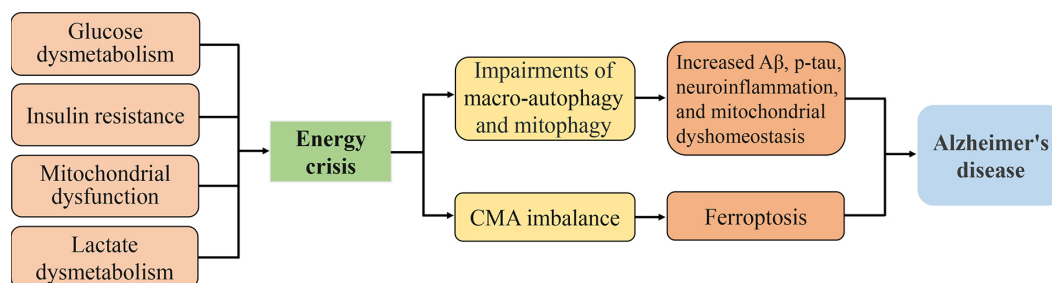 Glucose
dysmetabolism
Insulin resistance
Mitochondrial
dysfunction
Lactate
dysmetabolism
Energy
crisis
Impairments of
macro-autophagy
and mitophagy
CMA imbalance
Increased Aβ, p-tau,
neuroinflammation,
and mitochondrial
dyshomeostasis
Ferroptosis
Alzheimer's
disease